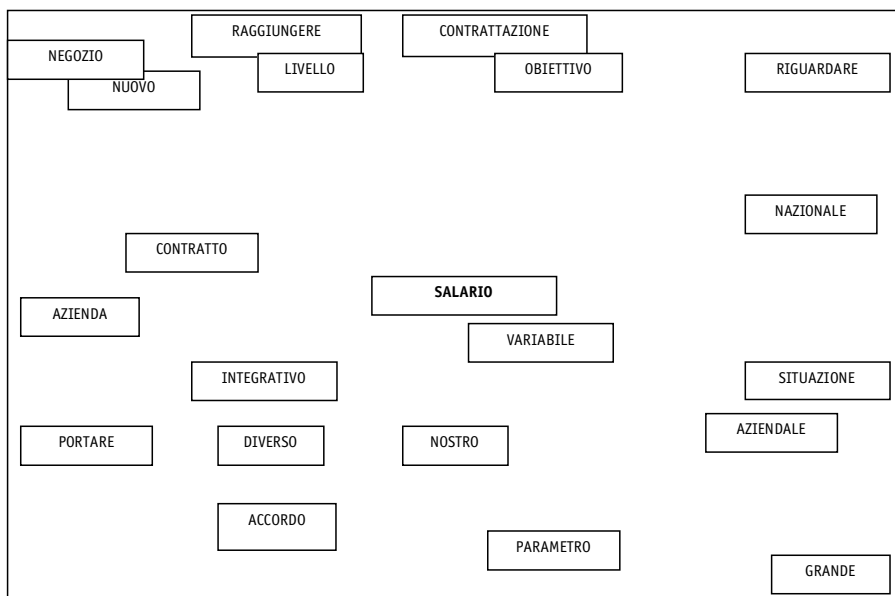 RAGGIUNGERE
CONTRATTAZIONE
NEGOZIO
LIVELLO
OBIETTIVO
RIGUARDARE
NUOVO
NAZIONALE
CONTRATTO
SALARIO
AZIENDA
VARIABILE
INTEGRATIVO
SITUAZIONE
AZIENDALE
PORTARE
DIVERSO
NOSTRO
ACCORDO
PARAMETRO
GRANDE